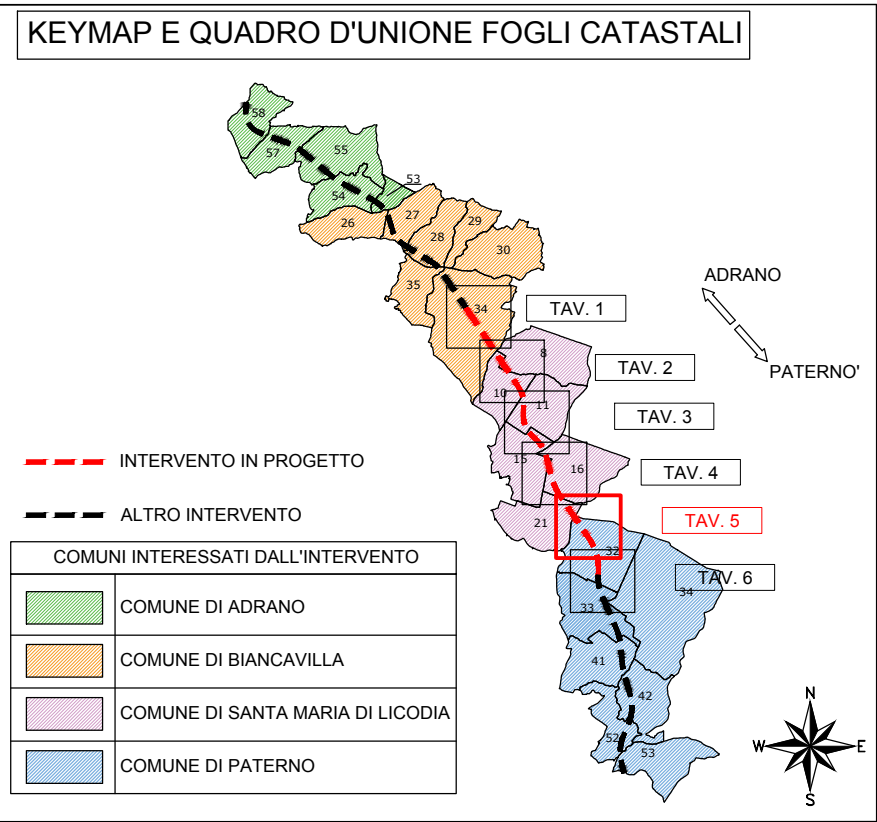 KEYMAP E QUADRO D'UNIONE FOGLI CATASTALI
58
57
55
53
54
26
27
28
29
30
35
34
ADRANO
PATERNO'
TAV. 1
8
TAV. 2
10
11
TAV. 3
15
16
TAV. 4
21
TAV. 5
32
TAV. 6
34
33
41
42
52
53
INTERVENTO IN PROGETTO
ALTRO INTERVENTO
COMUNI INTERESSATI DALL'INTERVENTO
COMUNE DI ADRANO
COMUNE DI BIANCAVILLA
COMUNE DI SANTA MARIA DI LICODIA
COMUNE DI PATERNO
N
W
E
S